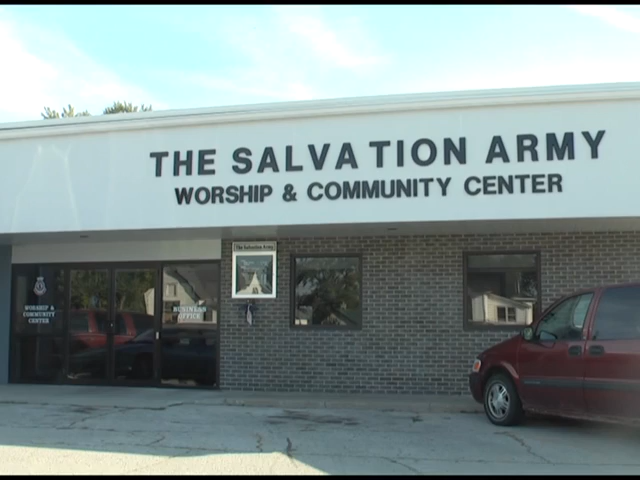 THE SALVATION ARMY
WORSHIP & COMMUNITY CENTER
The Salvation Army
WORSHIP &
COMMUNITY
CENTER
BUSINESS
OFFICE